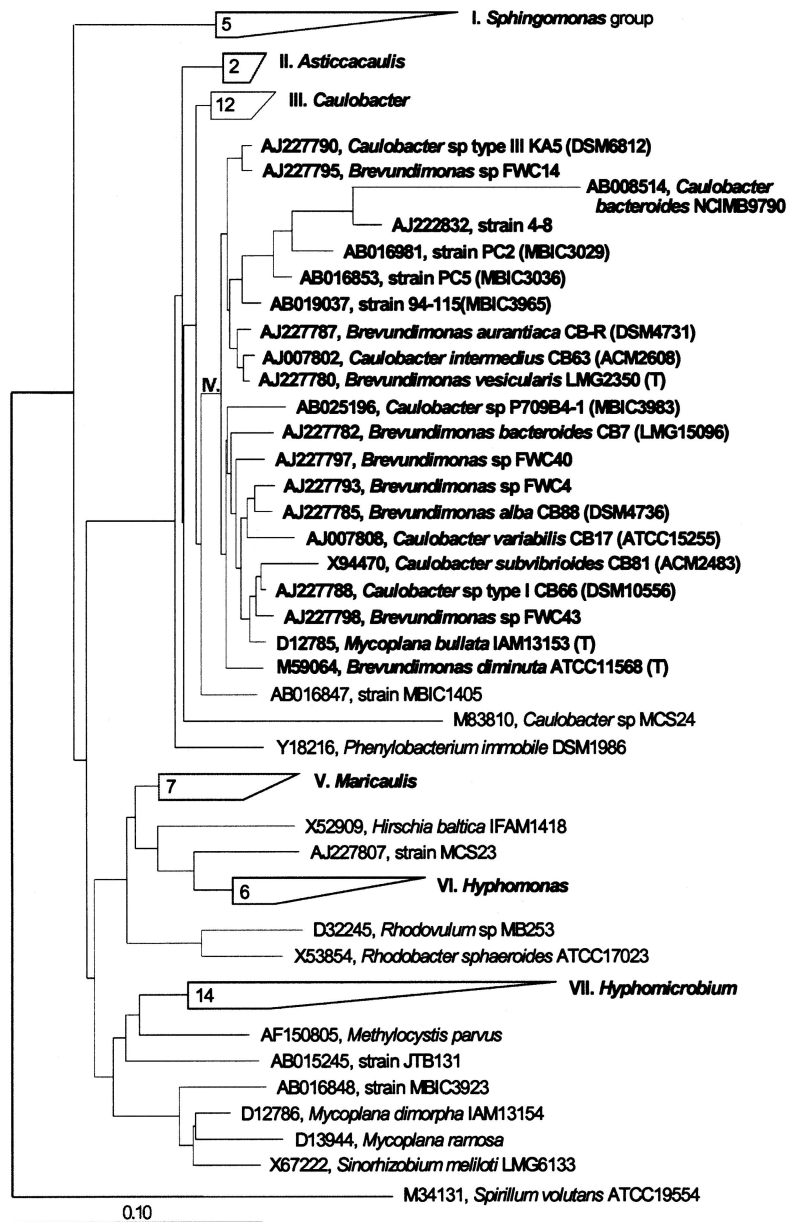 5
I. Sphingomonas group
2
II. Asticcacaulis
12
III. Caulobacter
AJ227790, Caulobacter sp type III KA5 (DSM6812)
AJ227795, Brevundimonas sp FWC14
AB008514, Caulobacter
bacteroides NCIMB9790
AJ222832, strain 4-8
AB016981, strain PC2 (MBIC3029)
AB016853, strain PC5 (MBIC3036)
AB019037, strain 94-115(MBIC3965)
AJ227787, Brevundimonas aurantiaca CB-R (DSM4731)
AJ007802, Caulobacter intermedius CB63 (ACM2608)
IV.
AJ227780, Brevundimonas vesicularis LMG2350 (T)
AB025196, Caulobacter sp P709B4-1 (MBIC3983)
AJ227782, Brevundimonas bacteroides CB7 (LMG15096)
AJ227797, Brevundimonas sp FWC40
AJ227793, Brevundimonas sp FWC4
AJ227785, Brevundimonas alba CB88 (DSM4736)
AJ007808, Caulobacter variabilis CB17 (ATCC15255)
X94470, Caulobacter subvibrioides CB81 (ACM2483)
AJ227788, Caulobacter sp type I CB66 (DSM10556)
AJ227798, Brevundimonas sp FWC43
D12785, Mycoplana bullata IAM13153 (T)
M59064, Brevundimonas diminuta ATCC11568 (T)
AB016847, strain MBIC1405
M83810, Caulobacter sp MCS24
Y18216, Phenylobacterium immobile DSM1986
7
V. Maricaulis
X52909, Hirschia baltica IFAM1418
AJ227807, strain MCS23
6
VI. Hyphomonas
D32245, Rhodovulum sp MB253
X53854, Rhodobacter sphaeroides ATCC17023
14
VII. Hyphomicrobium
AF150805, Methylocystis parvus
AB015245, strain JTB131
AB016848, strain MBIC3923
D12786, Mycoplana dimorpha IAM13154
D13944, Mycoplana ramosa
X67222, Sinorhizobium meliloti LMG6133
M34131, Spirillum volutans ATCC19554
0.10